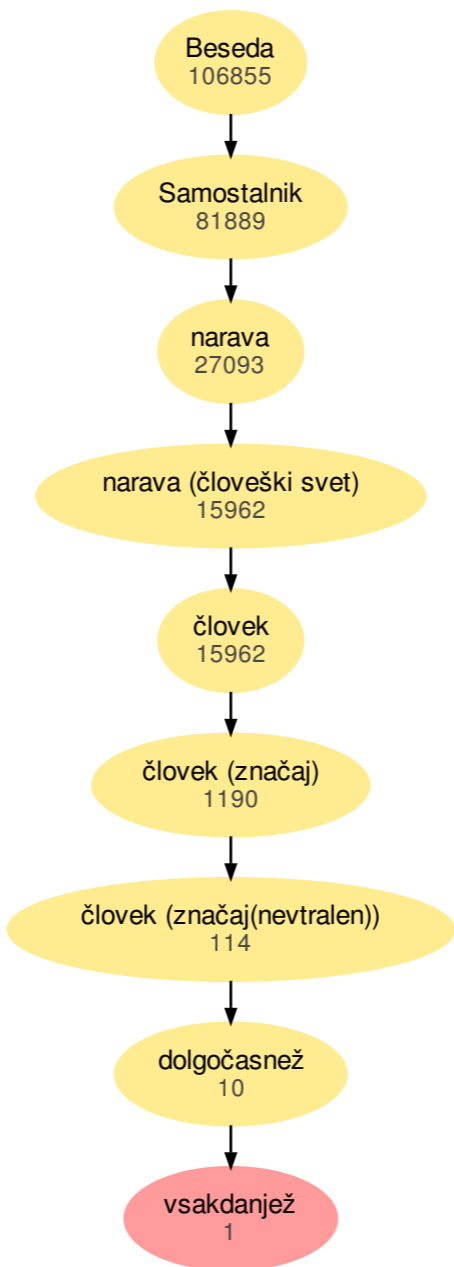 Beseda
106855
Samostalnik
81889
narava
27093
narava (človeški svet)
15962
človek
15962
človek (značaj)
1190
človek (značaj(nevtralen))
114
dolgočasnež
10
vsakdanjež
1